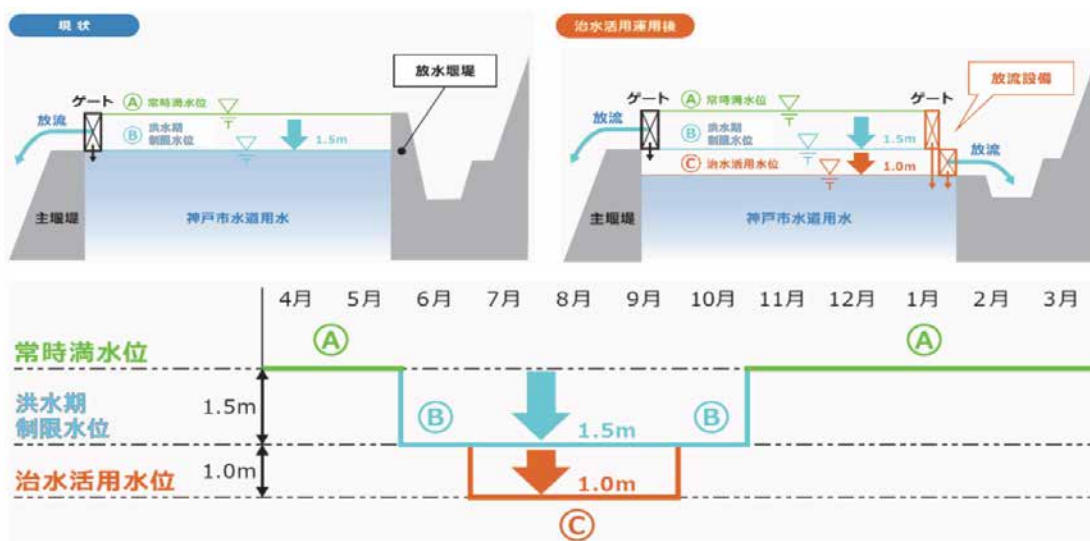 現状
放水堰堤
ゲート
Ⓐ 常時満水位
放流
Ⓑ 洪水期
制限水位
1.5m
主堰堤
神戸市水道用水
治水活用運用後
放流設備
ゲート
Ⓐ 常時満水位
ゲート
放流
Ⓑ 洪水期
制限水位
1.5m
Ⓒ 治水活用水位
1.0m
放流
主堰堤
神戸市水道用水
4月 5月 6月 7月 8月 9月 10月 11月 12月 1月 2月 3月
Ⓐ Ⓐ
常時満水位
洪水期
制限水位
1.5m
Ⓑ 1.5m Ⓑ
治水活用水位
1.0m
1.0m
Ⓒ